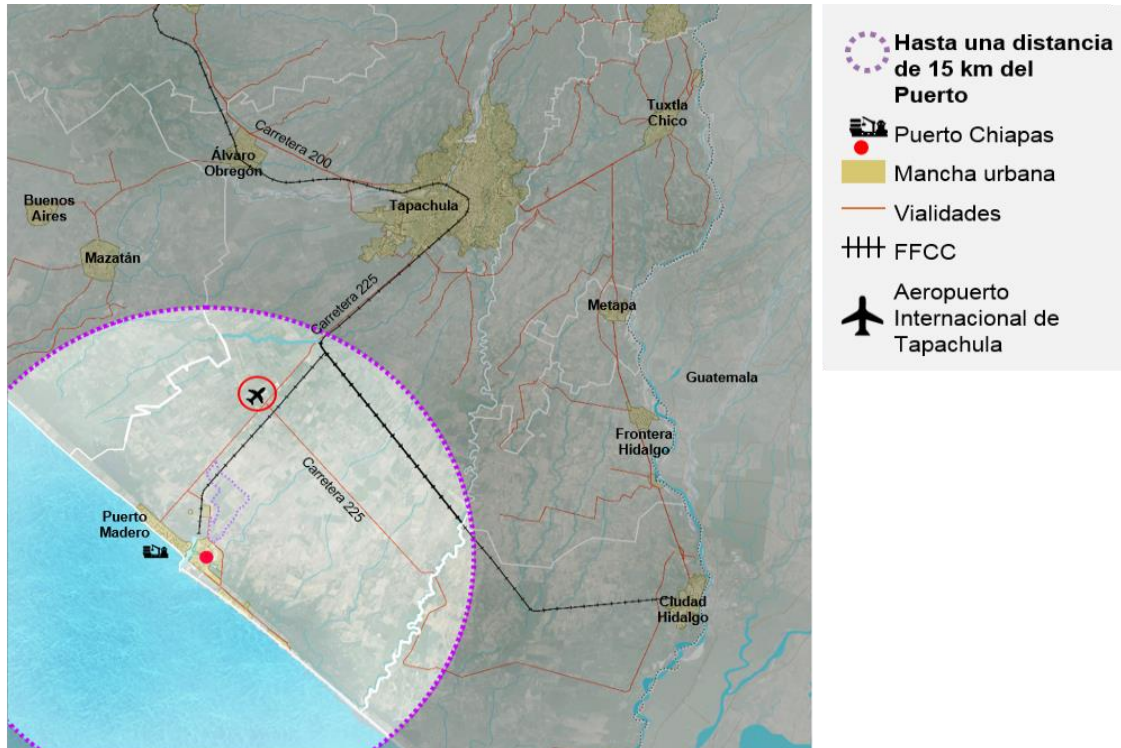 Tuxtla
Chico
Carretera 200
Álvaro
Obregón
Buenos
Aires
Tapachula
Mazatán
Carretera 225
Metapa
Guatemala
Frontera
Hidalgo
Carretera 225
Puerto
Madero
Ciudad
Hidalgo
Hasta una distancia
de 15 km del
Puerto
Puerto Chiapas
Mancha urbana
Vialidades
FFCC
Aeropuerto
Internacional de
Tapachula